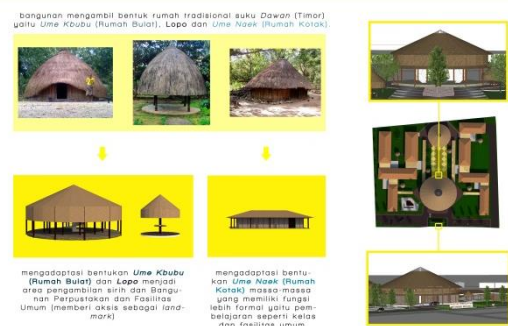 bangunan mengambil bentuk rumah tradisional suku Dawan (Timor)
yaitu Ume Kbubu (Rumah Bulat), Lopo dan Ume Naek (Rumah Kotak).
mengadaptasi bentukan Ume Kbubu
(Rumah Bulat) dan Lopo menjadi
area pengambilan sirih dan Bangu-
nan Perpustakan dan Fasilitas
Umum (memberi aksis sebagai land-
mark)
mengadaptasi bentu-
kan Ume Naek (Rumah
Kotak) massa-massa
yang memiliki fungsi
lebih formal yaitu pem-
belajaran seperti kelas
dan fasilitas umum